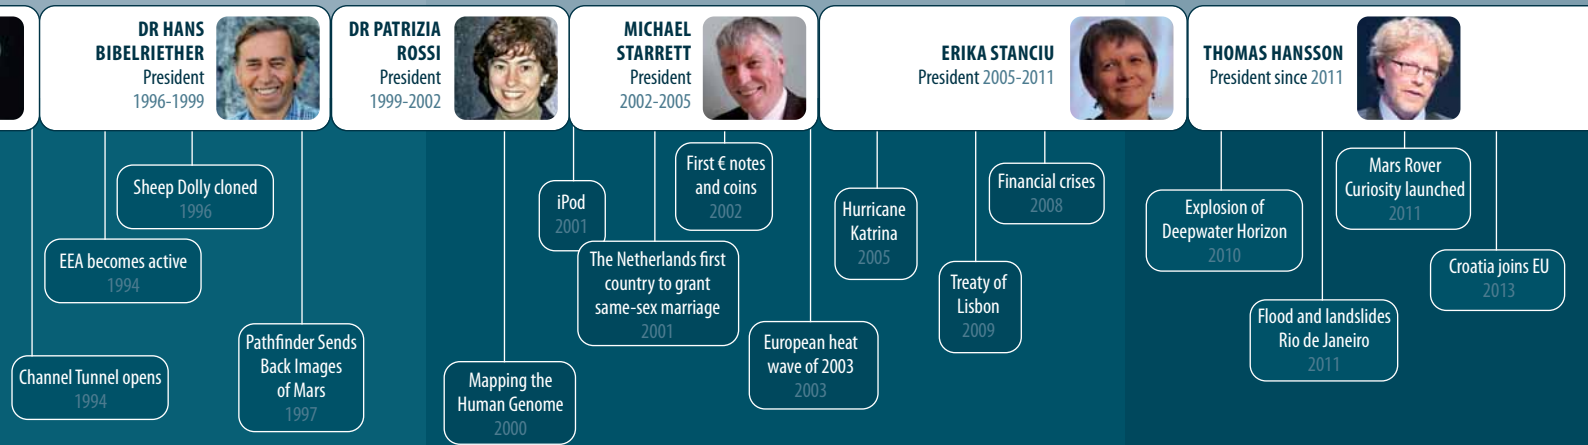 DR HANS
BIBELRIETHER
President
1996-1999
DR PATRIZIA
ROSSI
President
1999-2002
MICHAEL
STARRETT
President
2002-2005
ERIKA STANCIU
President 2005-2011
THOMAS HANSSON
President since 2011
Channel Tunnel opens
1994
EEA becomes active
1994
Sheep Dolly cloned
1996
Pathfinder Sends
Back Images
of Mars
1997
Mapping the
Human Genome
2000
iPod
2001
The Netherlands first
country to grant
same-sex marriage
2001
First € notes
and coins
2002
European heat
wave of 2003
2003
Hurricane
Katrina
2005
Treaty of
Lisbon
2009
Financial crises
2008
Explosion of
Deepwater Horizon
2010
Flood and landslides
Rio de Janeiro
2011
Mars Rover
Curiosity launched
2011
Croatia joins EU
2013